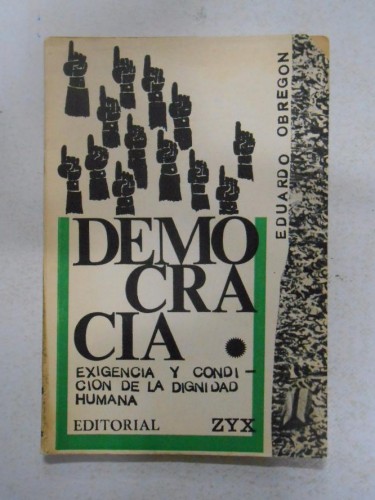 EDUARDO OBREGON
DEMO
CRA
CIA
EXIGENCIA Y CONDI-
CION DE LA DIGNIDAD
HUMANA
EDITORIAL ZYX